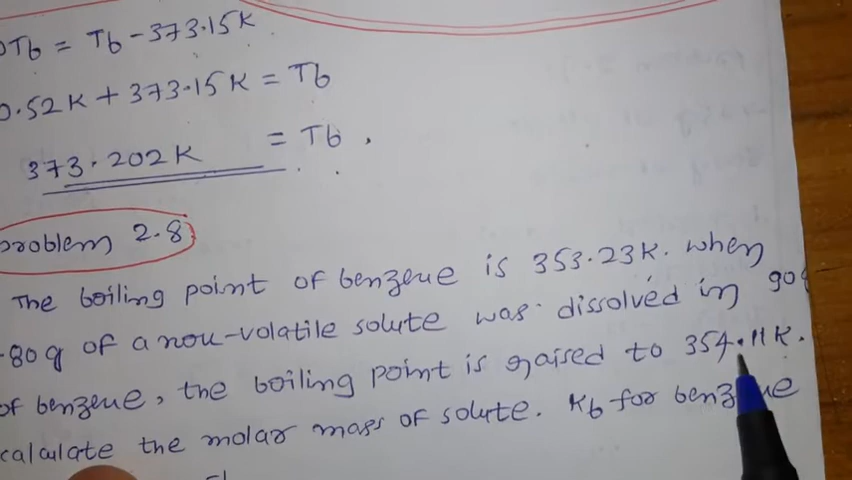 ΔTb = Tb - 373.15K
0.52K + 373.15K = Tb
373.202K = Tb.
problem 2.8
The boiling point of benzene is 353.23K. when
.80g of a non-volatile solute was dissolved in 90g
of benzene, the boiling point is raised to 354.11K.
calculate the molar mass of solute. Kb for benzene